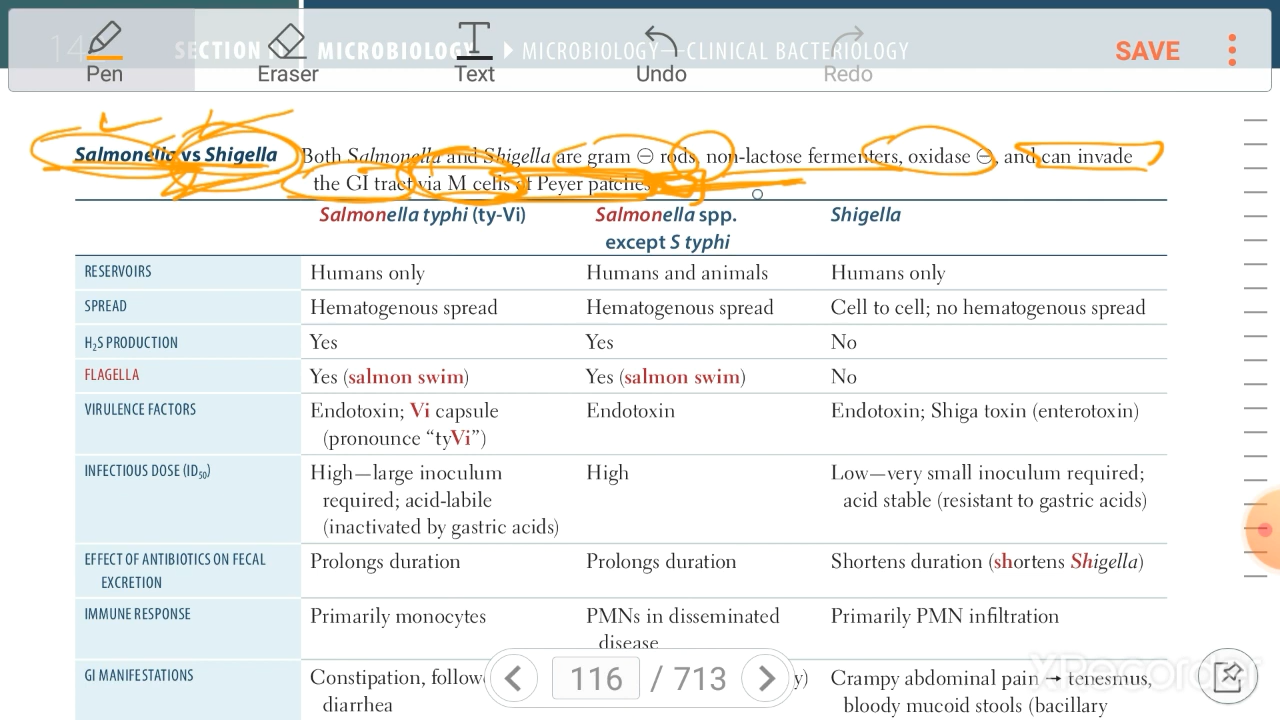 14 SECTION II MICROBIOLOGY ▶ MICROBIOLOGY—CLINICAL BACTERIOLOGY
Pen Eraser Text Undo Redo SAVE
Salmonella vs Shigella Both Salmonella and Shigella are gram ⊖ rods, non-lactose fermenters, oxidase ⊖, and can invade
the GI tract via M cells of Peyer patches.
Salmonella typhi (ty-Vi) Salmonella spp. Shigella
except S typhi
RESERVOIRS Humans only Humans and animals Humans only
SPREAD Hematogenous spread Hematogenous spread Cell to cell; no hematogenous spread
H₂S PRODUCTION Yes Yes No
FLAGELLA Yes (salmon swim) Yes (salmon swim) No
VIRULENCE FACTORS Endotoxin; Vi capsule Endotoxin Endotoxin; Shiga toxin (enterotoxin)
(pronounce “tyVi”)
INFECTIOUS DOSE (ID₅₀) High—large inoculum High Low—very small inoculum required;
required; acid-labile acid stable (resistant to gastric acids)
(inactivated by gastric acids)
EFFECT OF ANTIBIOTICS ON FECAL Prolongs duration Prolongs duration Shortens duration (shortens Shigella)
EXCRETION
IMMUNE RESPONSE Primarily monocytes PMNs in disseminated Primarily PMN infiltration
disease
GI MANIFESTATIONS Constipation, follow y) Crampy abdominal pain → tenesmus,
diarrhea bloody mucoid stools (bacillary
116 / 713
XRecorder